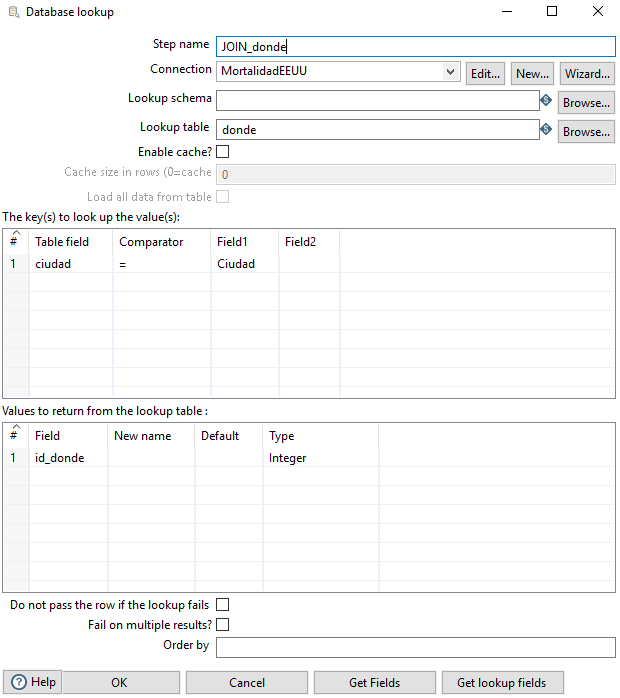 Database lookup
Step name JOIN_donde
Connection MortalidadEEUU Edit... New... Wizard...
Lookup schema Browse...
Lookup table donde Browse...
Enable cache?
Cache size in rows (0=cache 0
Load all data from table
The key(s) to look up the value(s):
# Table field Comparator Field1 Field2
1 ciudad = Ciudad
Values to return from the lookup table :
# Field New name Default Type
1 id_donde Integer
Do not pass the row if the lookup fails
Fail on multiple results?
Order by
Help OK Cancel Get Fields Get lookup fields